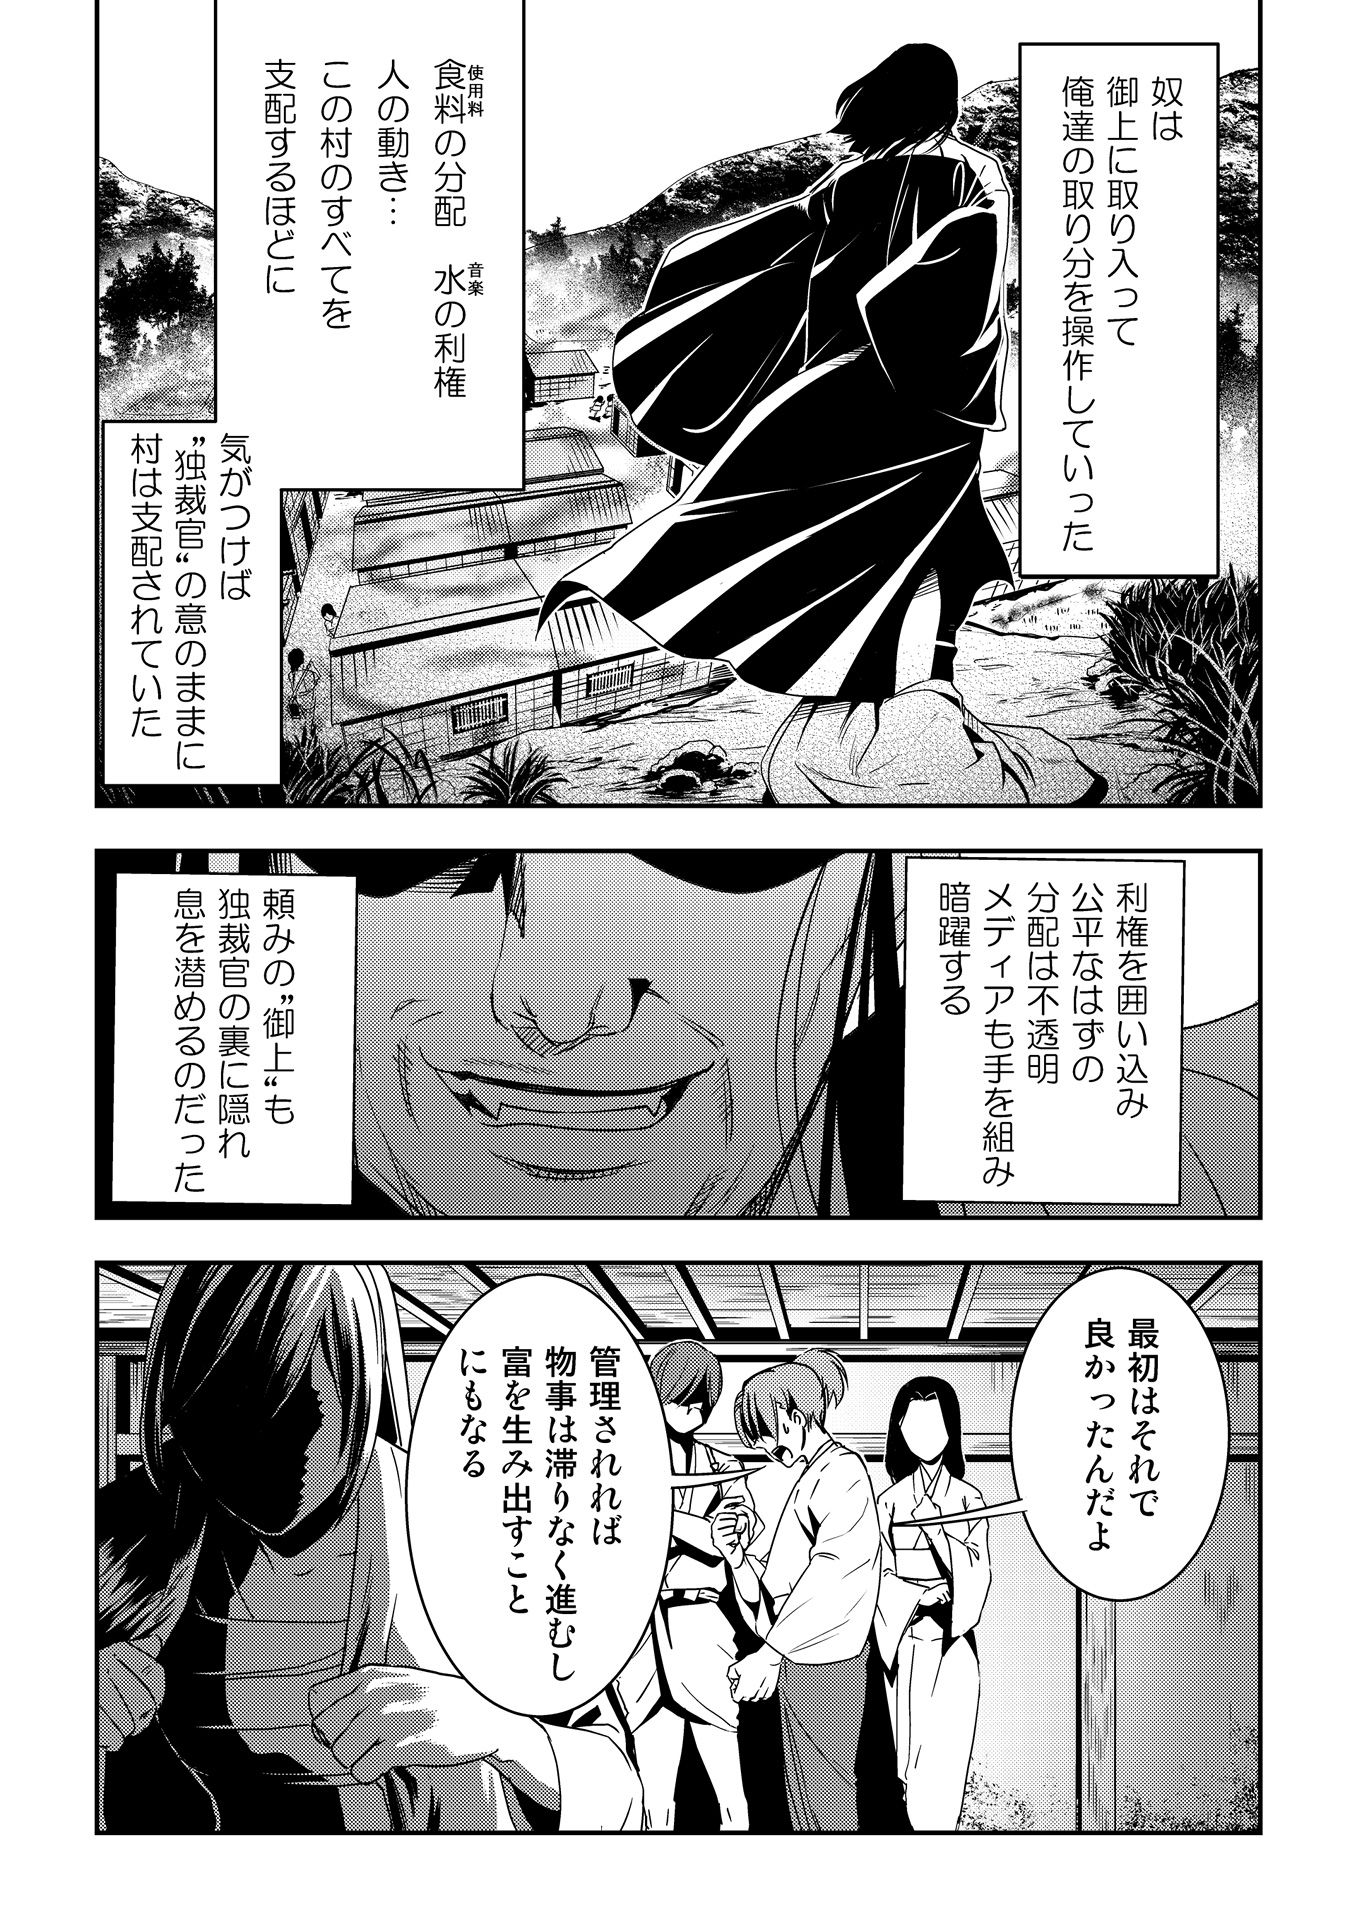 奴は
御上に取り入って
俺達の取り分を操作していった
使用料
食料の分配
音楽
水の利権
人の動き…
この村のすべてを
支配するほどに
気がつけば
”独裁官“の意のままに
村は支配されていた
利権を囲い込み
公平なはずの
分配は不透明
メディアも手を組み
暗躍する
頼みの”御上“も
独裁官の裏に隠れ
息を潜めるのだった
最初はそれで
良かったんだよ
管理されれば
物事は滞りなく進むし
富を生み出すこと
にもなる